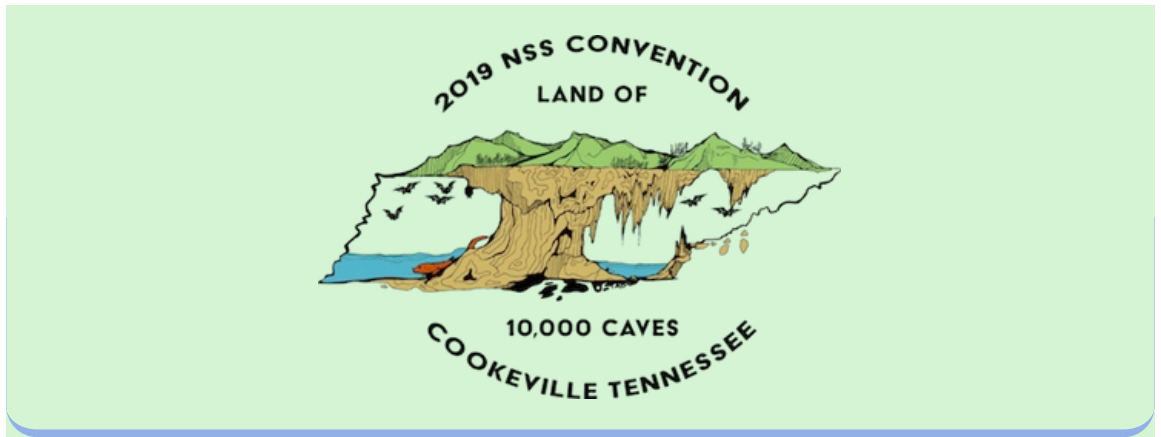 2019 NSS CONVENTION
LAND OF
10,000 CAVES
COOKEVILLE TENNESSEE